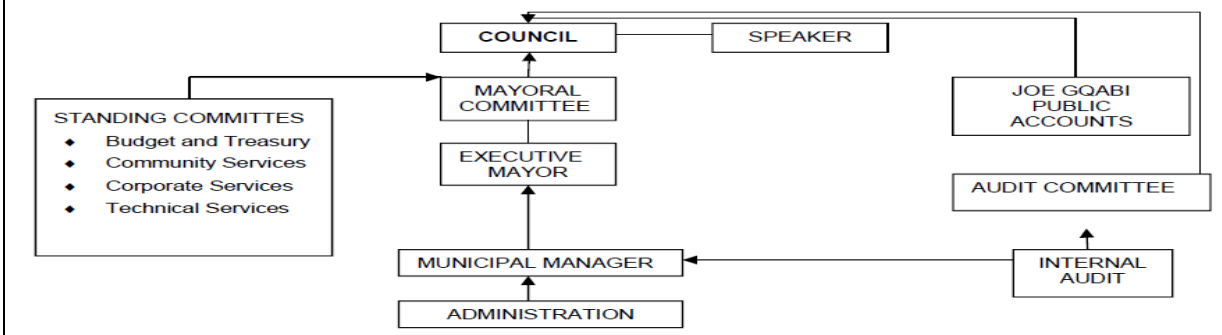 COUNCIL
SPEAKER
MAYORAL
COMMITTEE
JOE GQABI
PUBLIC
ACCOUNTS
STANDING COMMITTES
◆ Budget and Treasury
◆ Community Services
◆ Corporate Services
◆ Technical Services
EXECUTIVE
MAYOR
AUDIT COMMITTEE
MUNICIPAL MANAGER
INTERNAL
AUDIT
ADMINISTRATION